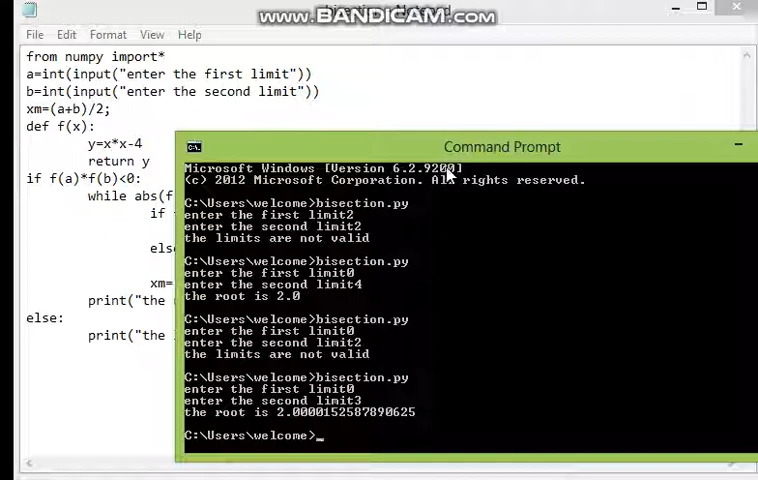 www.BANDICAM.com
File Edit Format View Help
from numpy import*
a=int(input("enter the first limit"))
b=int(input("enter the second limit"))
xm=(a+b)/2;
def f(x):
y=x*x-4
return y
if f(a)*f(b)<0:
while abs(f
if
els
xm=
print("the
else:
print("the
Command Prompt
Microsoft Windows [Version 6.2.9200]
(c) 2012 Microsoft Corporation. All rights reserved.
C:\Users\welcome>bisection.py
enter the first limit2
enter the second limit2
the limits are not valid
C:\Users\welcome>bisection.py
enter the first limit0
enter the second limit4
the root is 2.0
C:\Users\welcome>bisection.py
enter the first limit0
enter the second limit2
the limits are not valid
C:\Users\welcome>bisection.py
enter the first limit0
enter the second limit3
the root is 2.0000152587890625
C:\Users\welcome>_